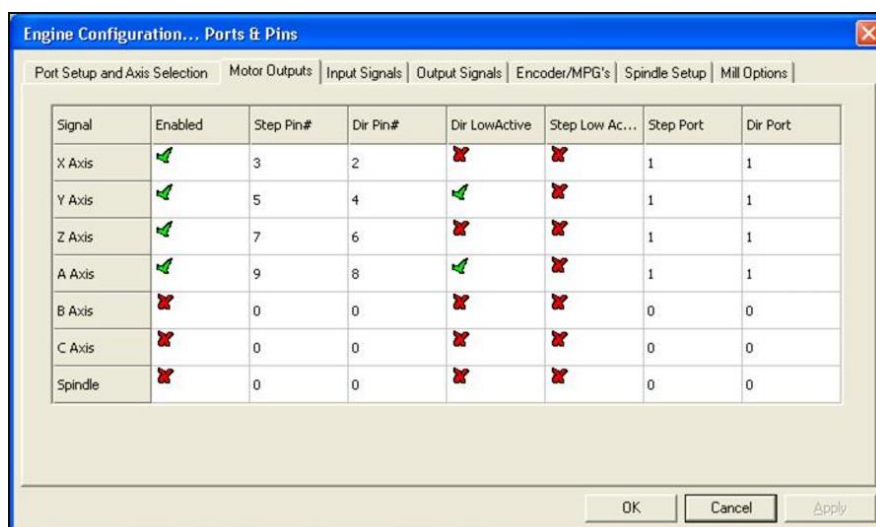 Engine Configuration... Ports & Pins
Port Setup and Axis Selection Motor Outputs Input Signals Output Signals Encoder/MPG's Spindle Setup Mill Options
Signal Enabled Step Pin# Dir Pin# Dir LowActive Step Low Ac... Step Port Dir Port
X Axis 3 2 1 1
Y Axis 5 4 1 1
Z Axis 7 6 1 1
A Axis 9 8 1 1
B Axis 0 0 0 0
C Axis 0 0 0 0
Spindle 0 0 0 0
OK Cancel Apply